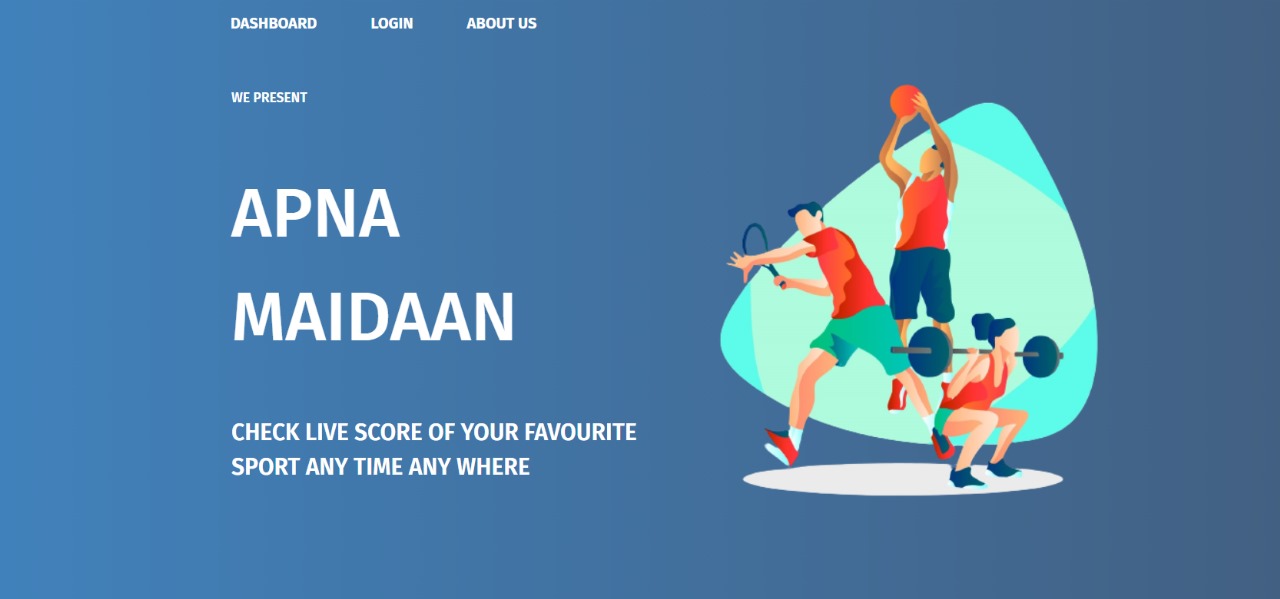 DASHBOARD LOGIN ABOUT US
WE PRESENT
APNA
MAIDAAN
CHECK LIVE SCORE OF YOUR FAVOURITE
SPORT ANY TIME ANY WHERE